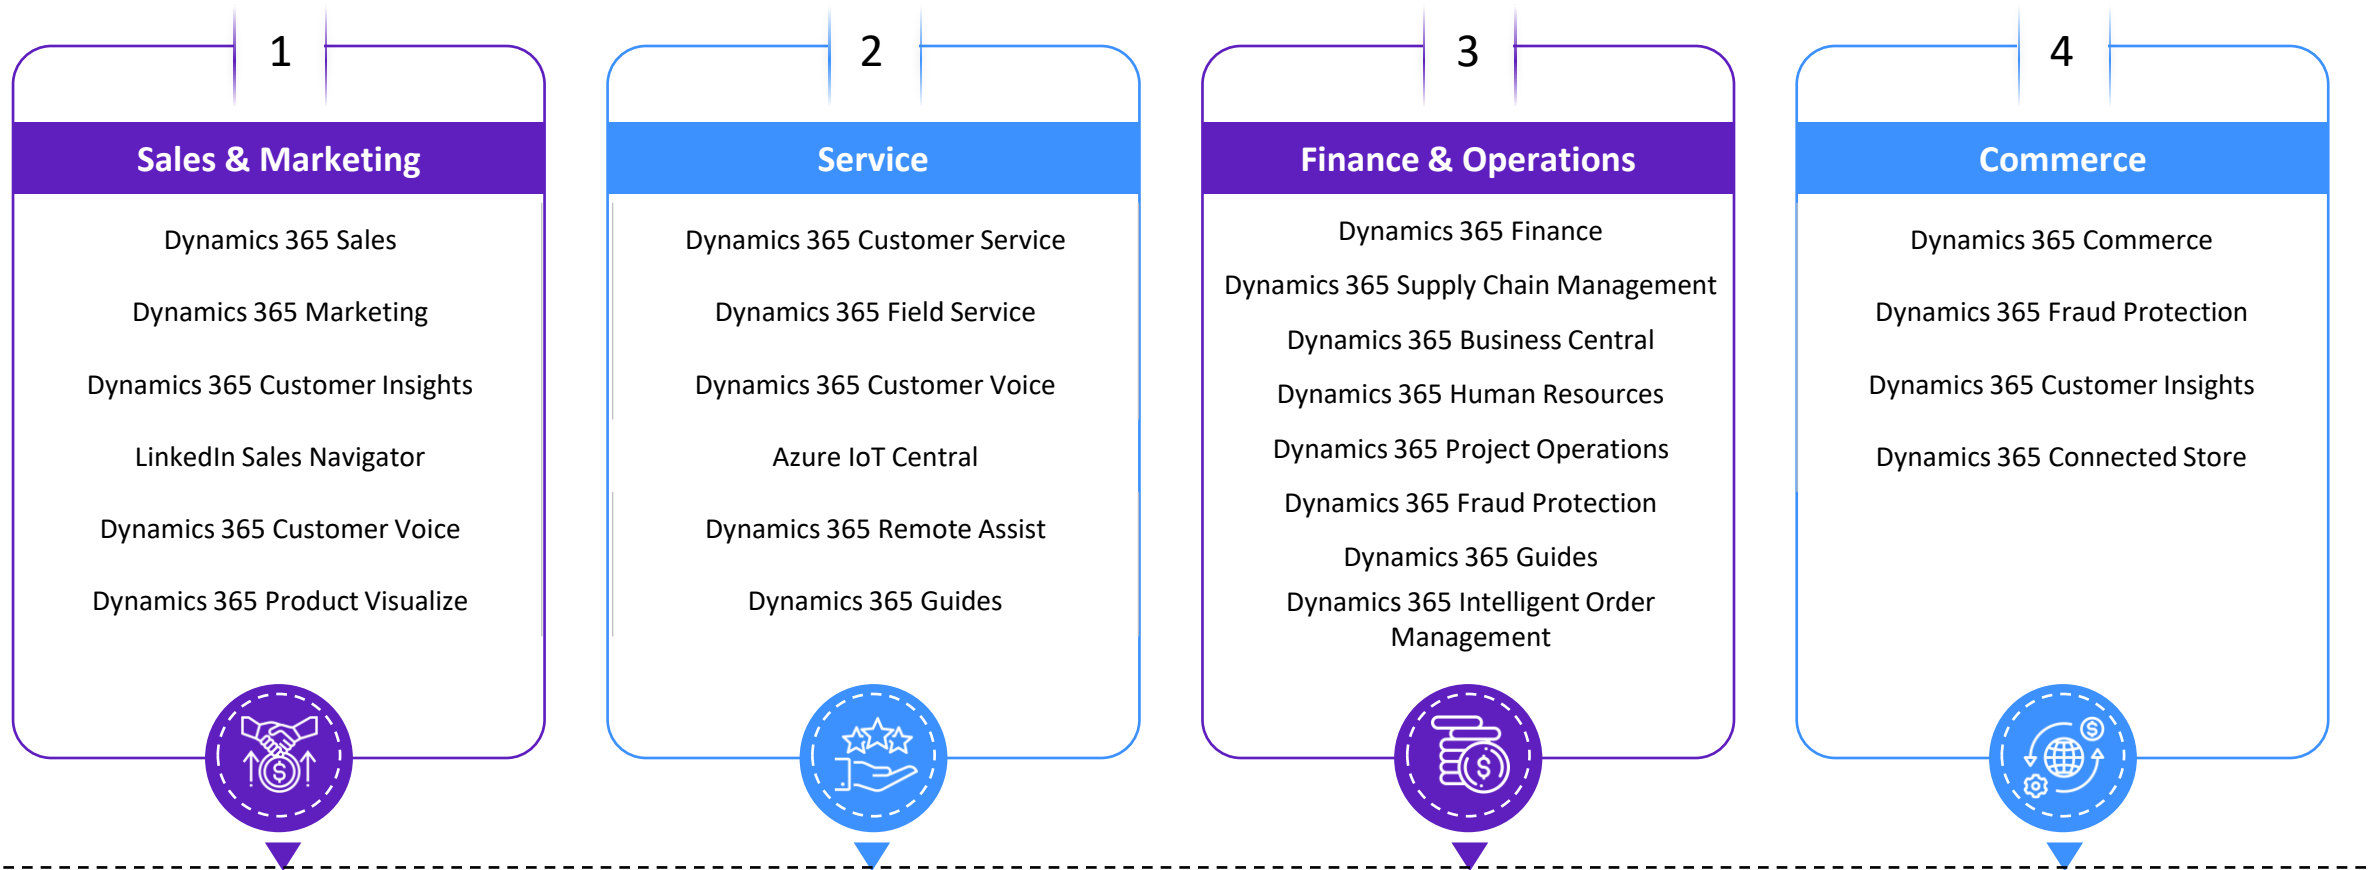 1
Sales & Marketing
Dynamics 365 Sales
Dynamics 365 Marketing
Dynamics 365 Customer Insights
LinkedIn Sales Navigator
Dynamics 365 Customer Voice
Dynamics 365 Product Visualize
2
Service
Dynamics 365 Customer Service
Dynamics 365 Field Service
Dynamics 365 Customer Voice
Azure IoT Central
Dynamics 365 Remote Assist
Dynamics 365 Guides
3
Finance & Operations
Dynamics 365 Finance
Dynamics 365 Supply Chain Management
Dynamics 365 Business Central
Dynamics 365 Human Resources
Dynamics 365 Project Operations
Dynamics 365 Fraud Protection
Dynamics 365 Guides
Dynamics 365 Intelligent Order
Management
4
Commerce
Dynamics 365 Commerce
Dynamics 365 Fraud Protection
Dynamics 365 Customer Insights
Dynamics 365 Connected Store